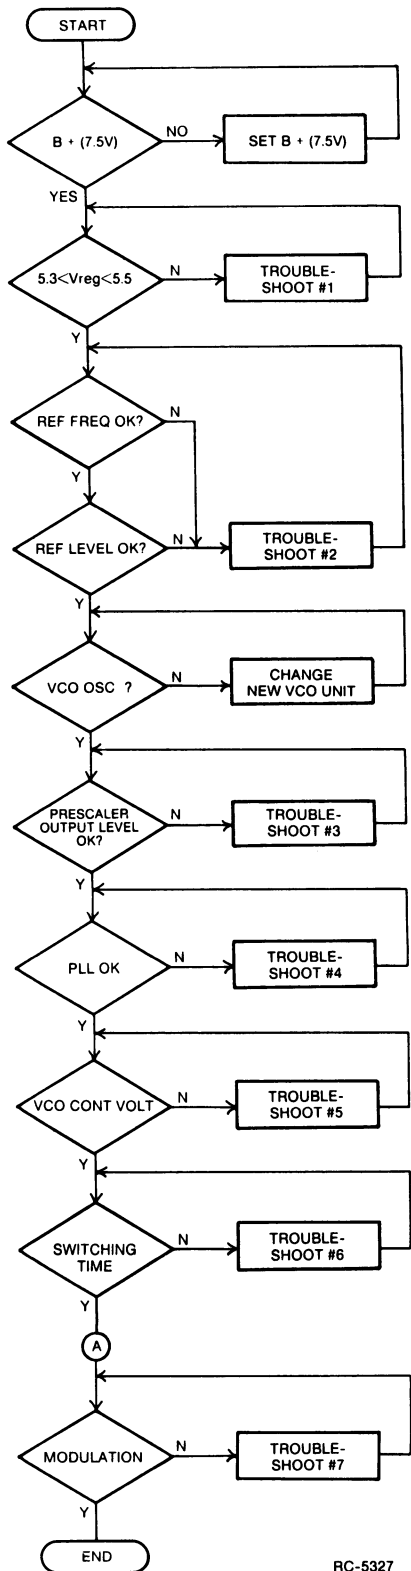 START
B + (7.5V)
NO
SET B + (7.5V)
YES
5.3<Vreg<5.5
N
TROUBLE-
SHOOT #1
Y
REF FREQ OK?
N
Y
REF LEVEL OK?
N
TROUBLE-
SHOOT #2
Y
VCO OSC ?
N
CHANGE
NEW VCO UNIT
Y
PRESCALER
OUTPUT LEVEL
OK?
N
TROUBLE-
SHOOT #3
Y
PLL OK
N
TROUBLE-
SHOOT #4
Y
VCO CONT VOLT
N
TROUBLE-
SHOOT #5
Y
SWITCHING
TIME
N
TROUBLE-
SHOOT #6
Y
A
MODULATION
N
TROUBLE-
SHOOT #7
Y
END
RC-5327